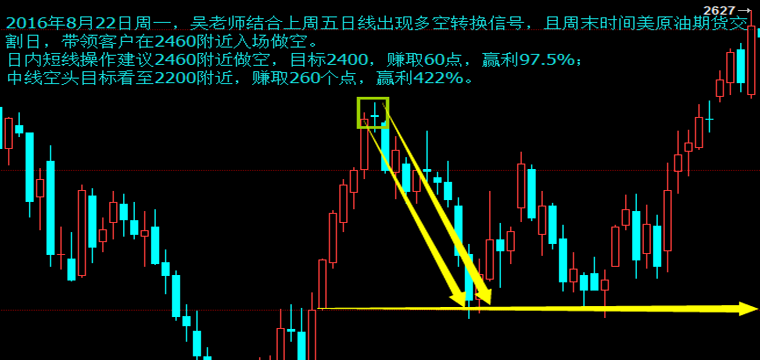 2016年8月22日周一，吴老师结合上周五日线出现多空转换信号，且周末时间美原油期货交
割日，带领客户在2460附近入场做空。
日内短线操作建议2460附近做空，目标2400，赚取60点，赢利97.5%；
中线空头目标看至2200附近，赚取260个点，赢利422%。
2627→